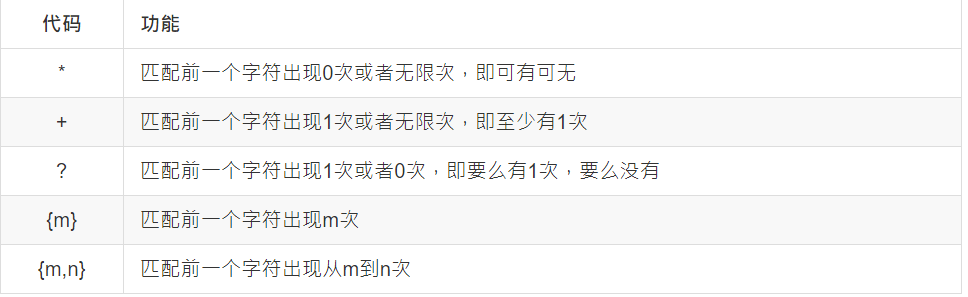 代码 功能
* 匹配前一个字符出现0次或者无限次，即可有可无
+ 匹配前一个字符出现1次或者无限次，即至少有1次
? 匹配前一个字符出现1次或者0次，即要么有1次，要么没有
{m} 匹配前一个字符出现m次
{m,n} 匹配前一个字符出现从m到n次